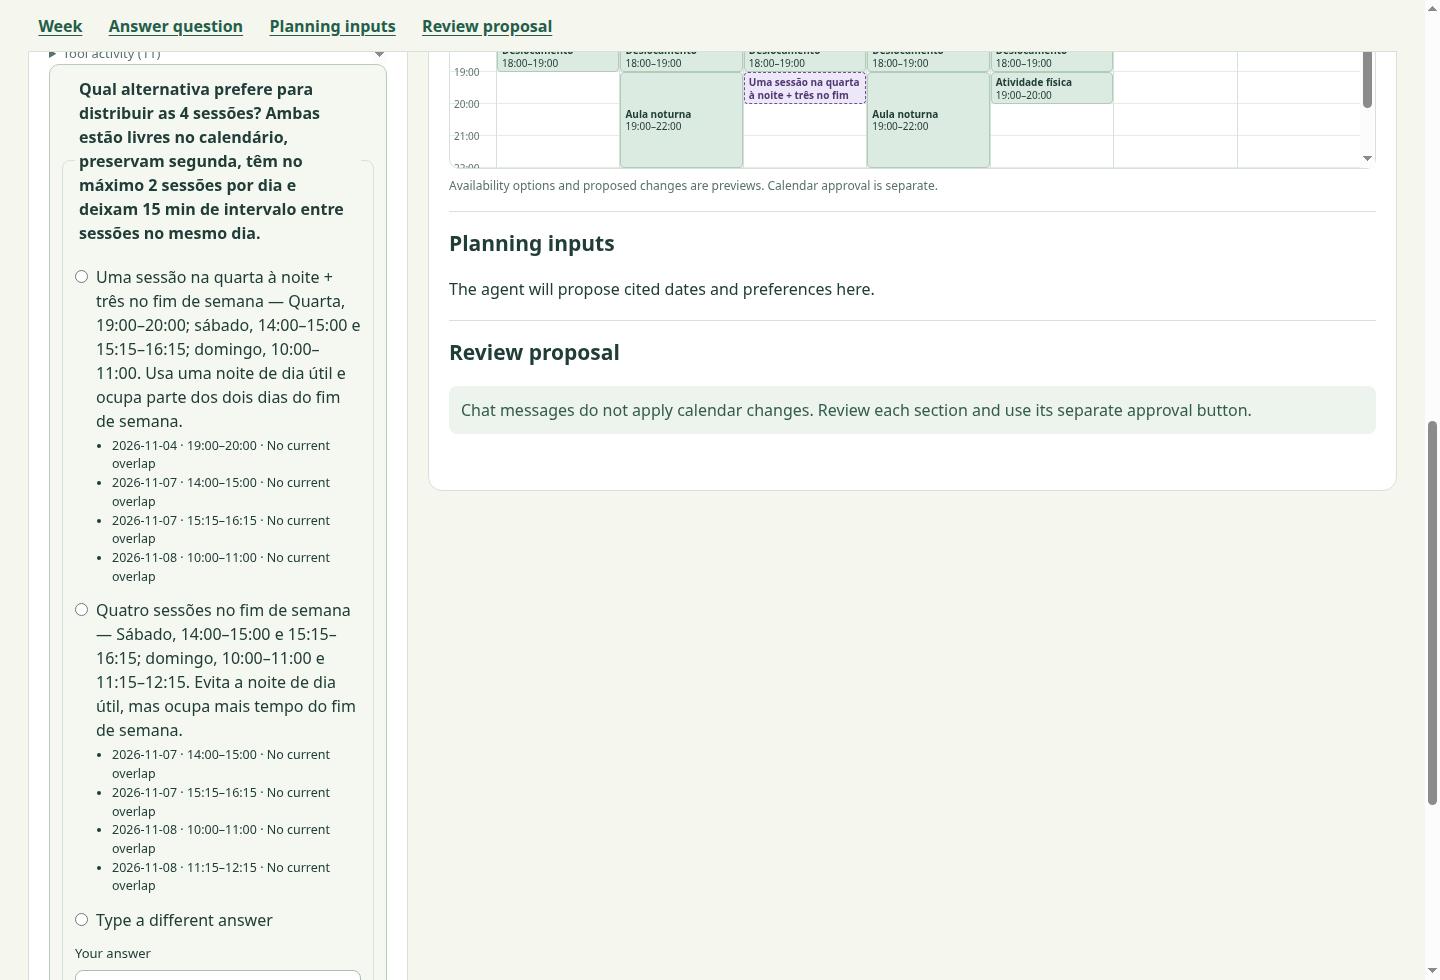 Week Answer question Planning inputs Review proposal
Tool activity (11)
Qual alternativa prefere para
distribuir as 4 sessões? Ambas
estão livres no calendário,
preservam segunda, têm no
máximo 2 sessões por dia e
deixam 15 min de intervalo entre
sessões no mesmo dia.
Uma sessão na quarta à noite +
três no fim de semana — Quarta,
19:00–20:00; sábado, 14:00–15:00 e
15:15–16:15; domingo, 10:00–
11:00. Usa uma noite de dia útil e
ocupa parte dos dois dias do fim
de semana.
2026-11-04 · 19:00–20:00 · No current
overlap
2026-11-07 · 14:00–15:00 · No current
overlap
2026-11-07 · 15:15–16:15 · No current
overlap
2026-11-08 · 10:00–11:00 · No current
overlap
Quatro sessões no fim de semana
— Sábado, 14:00–15:00 e 15:15–
16:15; domingo, 10:00–11:00 e
11:15–12:15. Evita a noite de dia
útil, mas ocupa mais tempo do fim
de semana.
2026-11-07 · 14:00–15:00 · No current
overlap
2026-11-07 · 15:15–16:15 · No current
overlap
2026-11-08 · 10:00–11:00 · No current
overlap
2026-11-08 · 11:15–12:15 · No current
overlap
Type a different answer
Your answer
Deslocamento Deslocamento Deslocamento Deslocamento Deslocamento
18:00–19:00 18:00–19:00 18:00–19:00 18:00–19:00 18:00–19:00
19:00
Uma sessão na quarta
à noite + três no fim
Atividade física
19:00–20:00
20:00
Aula noturna
19:00–22:00
Aula noturna
19:00–22:00
21:00
22:00
Availability options and proposed changes are previews. Calendar approval is separate.
Planning inputs
The agent will propose cited dates and preferences here.
Review proposal
Chat messages do not apply calendar changes. Review each section and use its separate approval button.